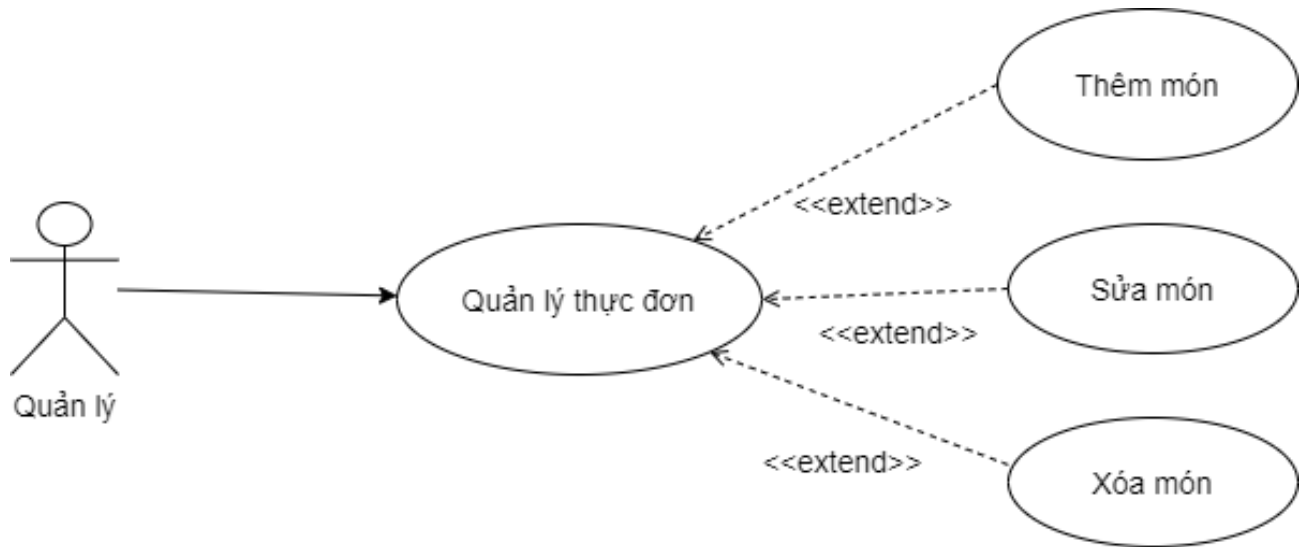 Thêm món
<<extend>>
Quản lý thực đơn
Sửa món
<<extend>>
Quản lý
<<extend>>
Xóa món